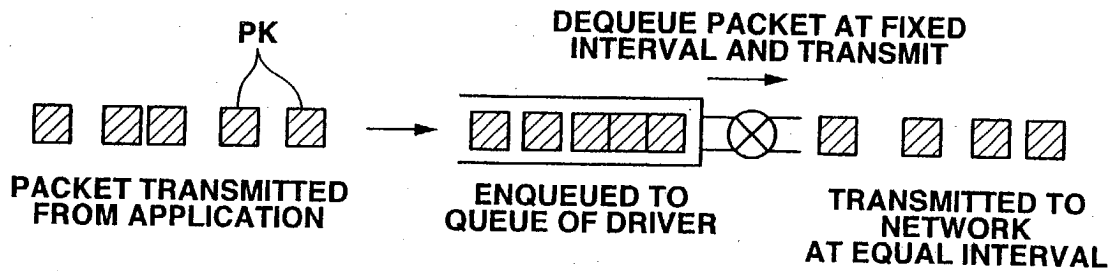 PK
DEQUEUE PACKET AT FIXED
INTERVAL AND TRANSMIT
PACKET TRANSMITTED
FROM APPLICATION
ENQUEUED TO
QUEUE OF DRIVER
TRANSMITTED TO
NETWORK
AT EQUAL INTERVAL